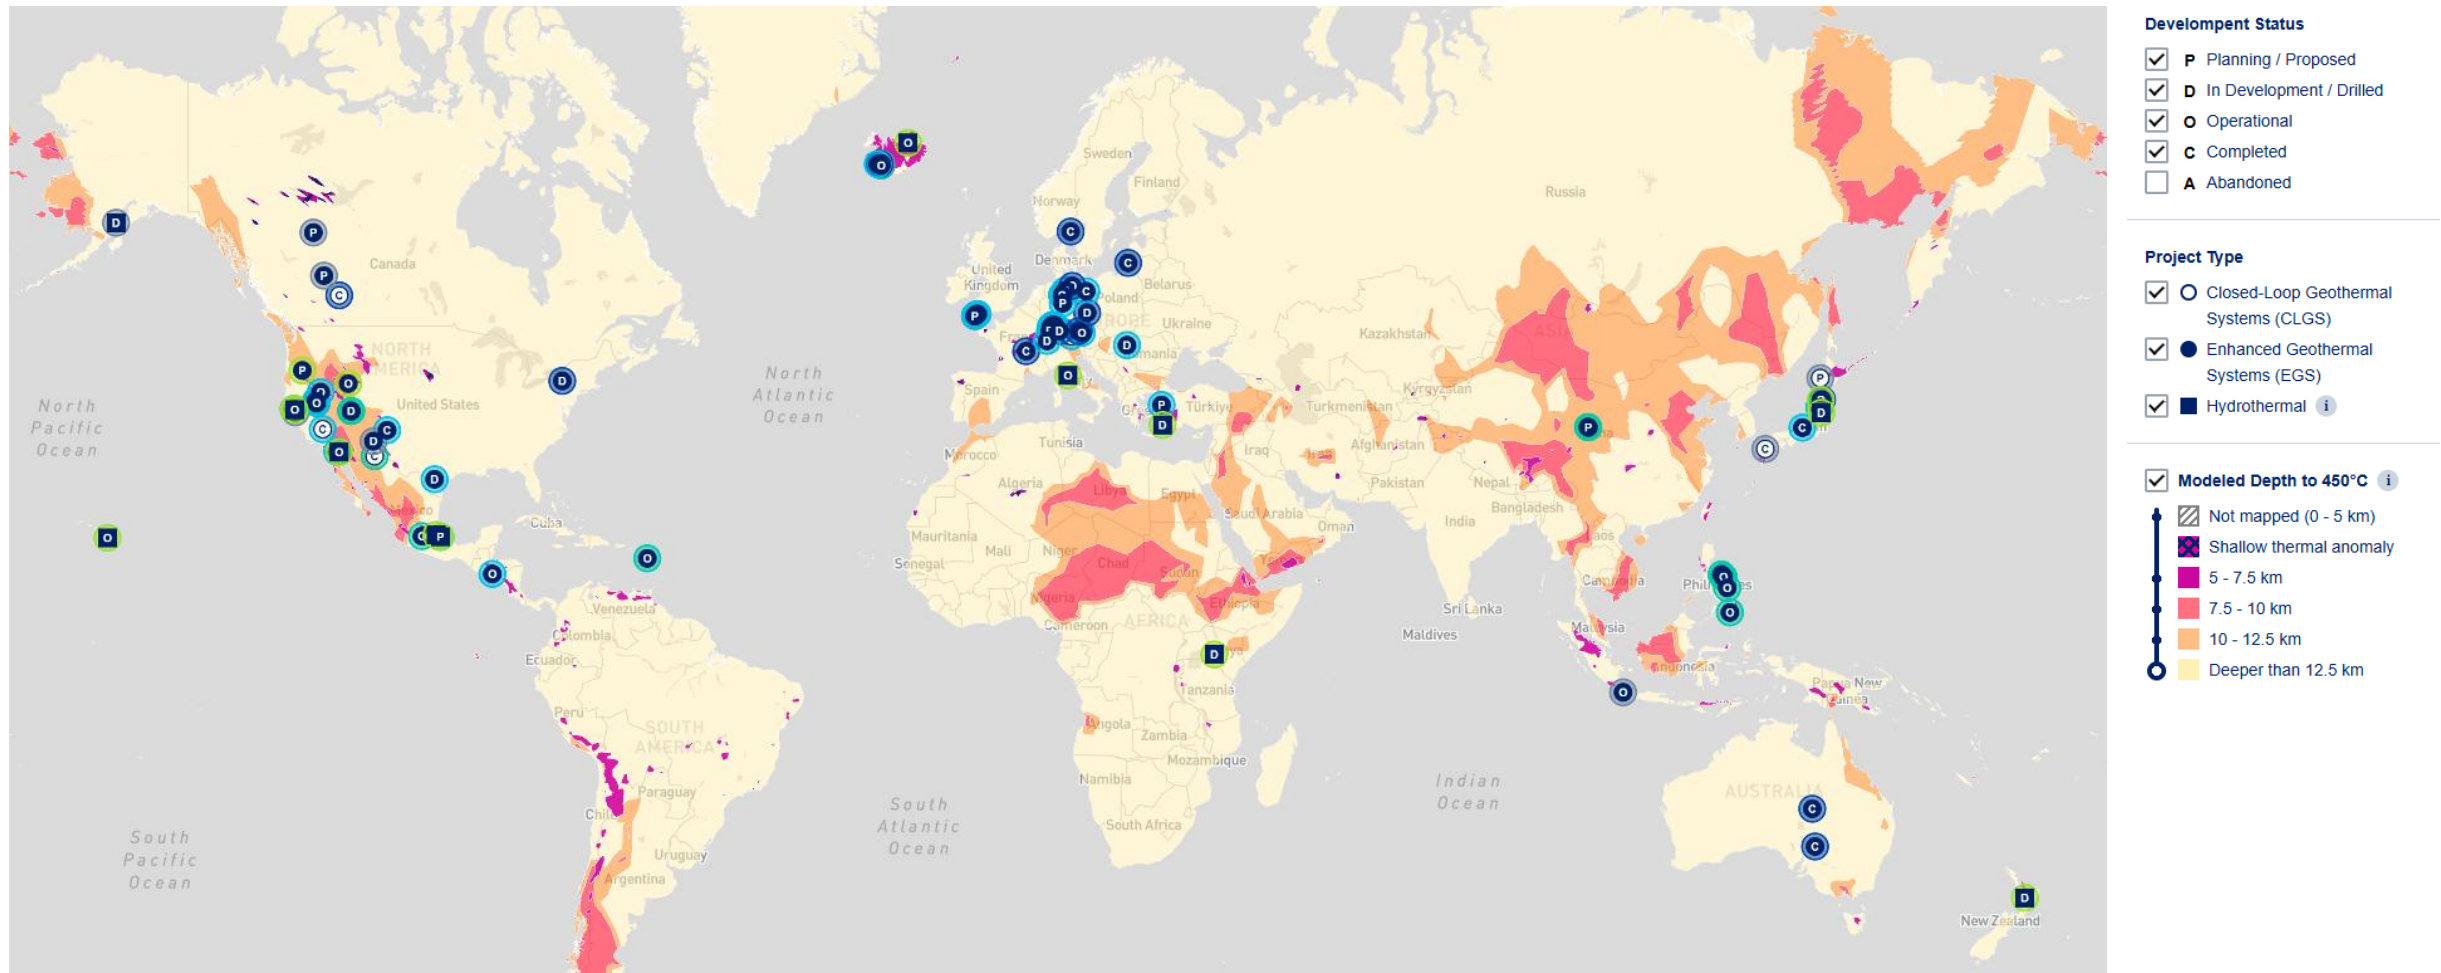 Develompent Status
P Planning / Proposed
D In Development / Drilled
O Operational
C Completed
A Abandoned
Project Type
Closed-Loop Geothermal
Systems (CLGS)
Enhanced Geothermal
Systems (EGS)
Hydrothermal i
Modeled Depth to 450°C i
Not mapped (0 - 5 km)
Shallow thermal anomaly
5 - 7.5 km
7.5 - 10 km
10 - 12.5 km
Deeper than 12.5 km
Sweden
Finland
Norway
Russia
Canada
United
Kingdom
Denmark
Belarus
Poland
Ukraine
Kazakhstan
NORTH
AMERICA
United States
North
Pacific
Ocean
North
Atlantic
Ocean
Spain
Türkiye
Kyrgyzstan
Turkmenistan
Tunisia
Morocco
Iraq
Iran
Afghanistan
Algeria
Libya
Egypt
Pakistan
Nepal
Bangladesh
Saudi Arabia
Oman
India
Mexico
Cuba
Mauritania
Mali
Niger
Chad
Sudan
Yemen
Laos
Cambodia
Senegal
Nigeria
Ethiopia
Cameroon
AFRICA
Sri Lanka
Maldives
Malaysia
Indonesia
Papua New
Guinea
Venezuela
Colombia
Ecuador
Tanzania
Peru
SOUTH
AMERICA
Angola
Zambia
Mozambique
Namibia
Paraguay
Chile
South Africa
Uruguay
Argentina
South
Pacific
Ocean
South
Atlantic
Ocean
Indian
Ocean
AUSTRALIA
New Zealand